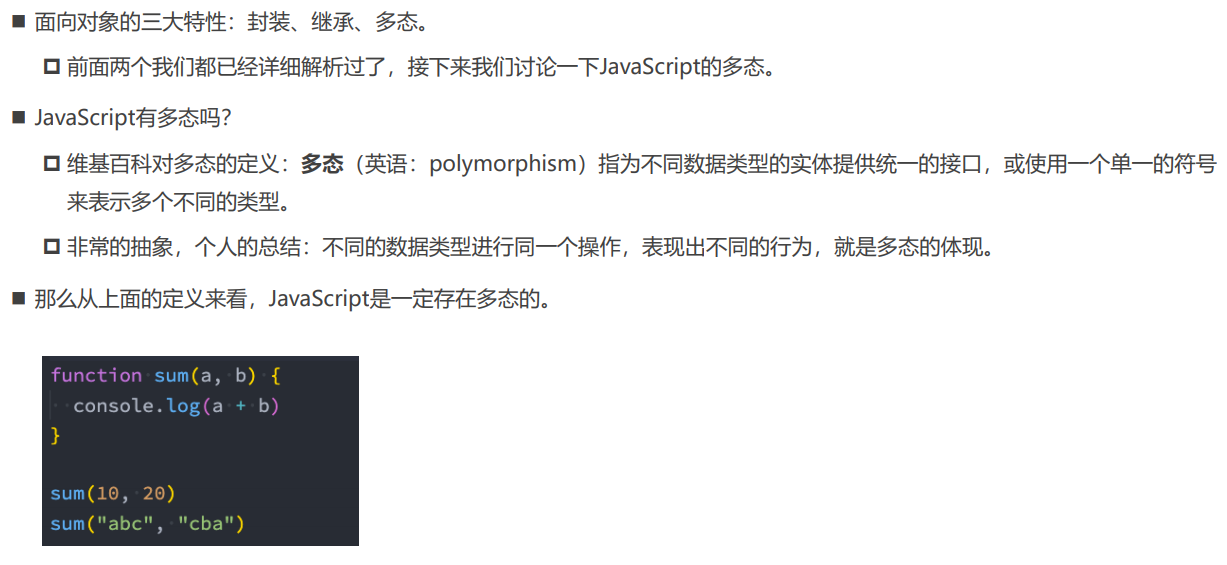 ■ 面向对象的三大特性：封装、继承、多态。
前面两个我们都已经详细解析过了，接下来我们讨论一下JavaScript的多态。
■ JavaScript有多态吗？
维基百科对多态的定义：多态（英语：polymorphism）指为不同数据类型的实体提供统一的接口，或使用一个单一的符号
来表示多个不同的类型。
非常的抽象，个人的总结：不同的数据类型进行同一个操作，表现出不同的行为，就是多态的体现。
■ 那么从上面的定义来看，JavaScript是一定存在多态的。
function sum(a, b) {
  console.log(a + b)
}
sum(10, 20)
sum("abc", "cba")